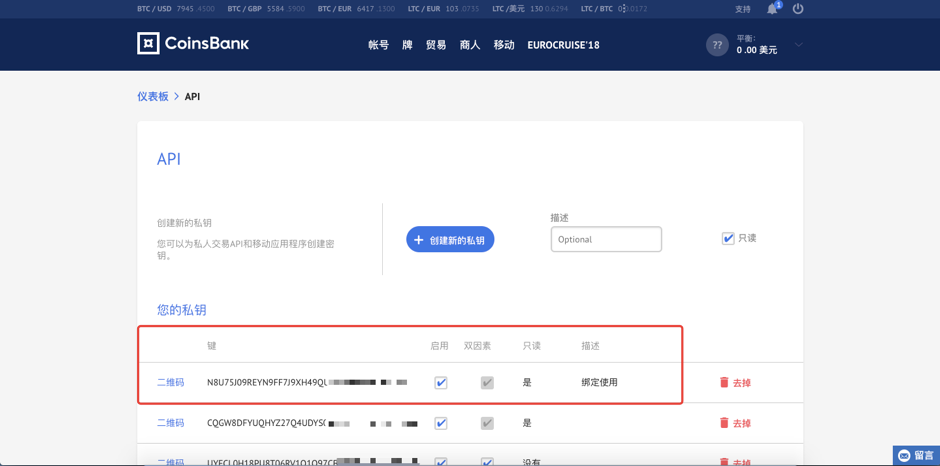 BTC / USD 7945 .4300 BTC / GBP 5584 .3900 BTC / EUR 6417 .1300 LTC / EUR 103 .0735 LTC /美元 130 0.6294 LTC / BTC 0 0.0172 支持 1
CoinsBank 帐号 牌 贸易 商人 移动 EUROCRUISE'18 ?? 平衡: 0 .00 美元
仪表板 > API
API
创建新的私钥
您可以为私人交易API和移动应用程序创建密
钥。
+ 创建新的私钥
描述
Optional
只读
您的私钥
键 启用 双因素 只读 描述
二维码 N8U75J09REYN9FF7J9XH49QU 是 绑定使用 去掉
二维码 CQGW8DFYUQHYZ27Q4UDYS 是 去掉
二维码 没有 去掉
留言